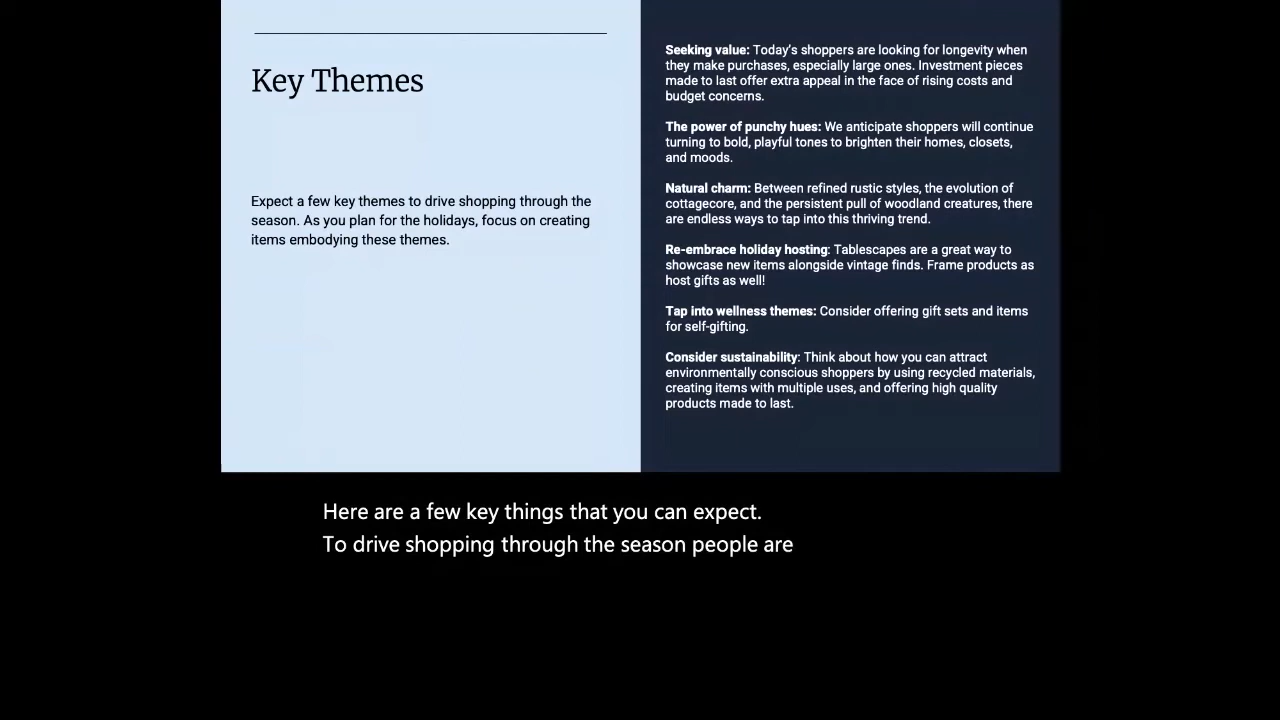 Key Themes
Expect a few key themes to drive shopping through the
season. As you plan for the holidays, focus on creating
items embodying these themes.
Seeking value: Today's shoppers are looking for longevity when
they make purchases, especially large ones. Investment pieces
made to last offer extra appeal in the face of rising costs and
budget concerns.
The power of punchy hues: We anticipate shoppers will continue
turning to bold, playful tones to brighten their homes, closets,
and moods.
Natural charm: Between refined rustic styles, the evolution of
cottagecore, and the persistent pull of woodland creatures, there
are endless ways to tap into this thriving trend.
Re-embrace holiday hosting: Tablescapes are a great way to
showcase new items alongside vintage finds. Frame products as
host gifts as well!
Tap into wellness themes: Consider offering gift sets and items
for self-gifting.
Consider sustainability: Think about how you can attract
environmentally conscious shoppers by using recycled materials,
creating items with multiple uses, and offering high quality
products made to last.
Here are a few key things that you can expect.
To drive shopping through the season people are